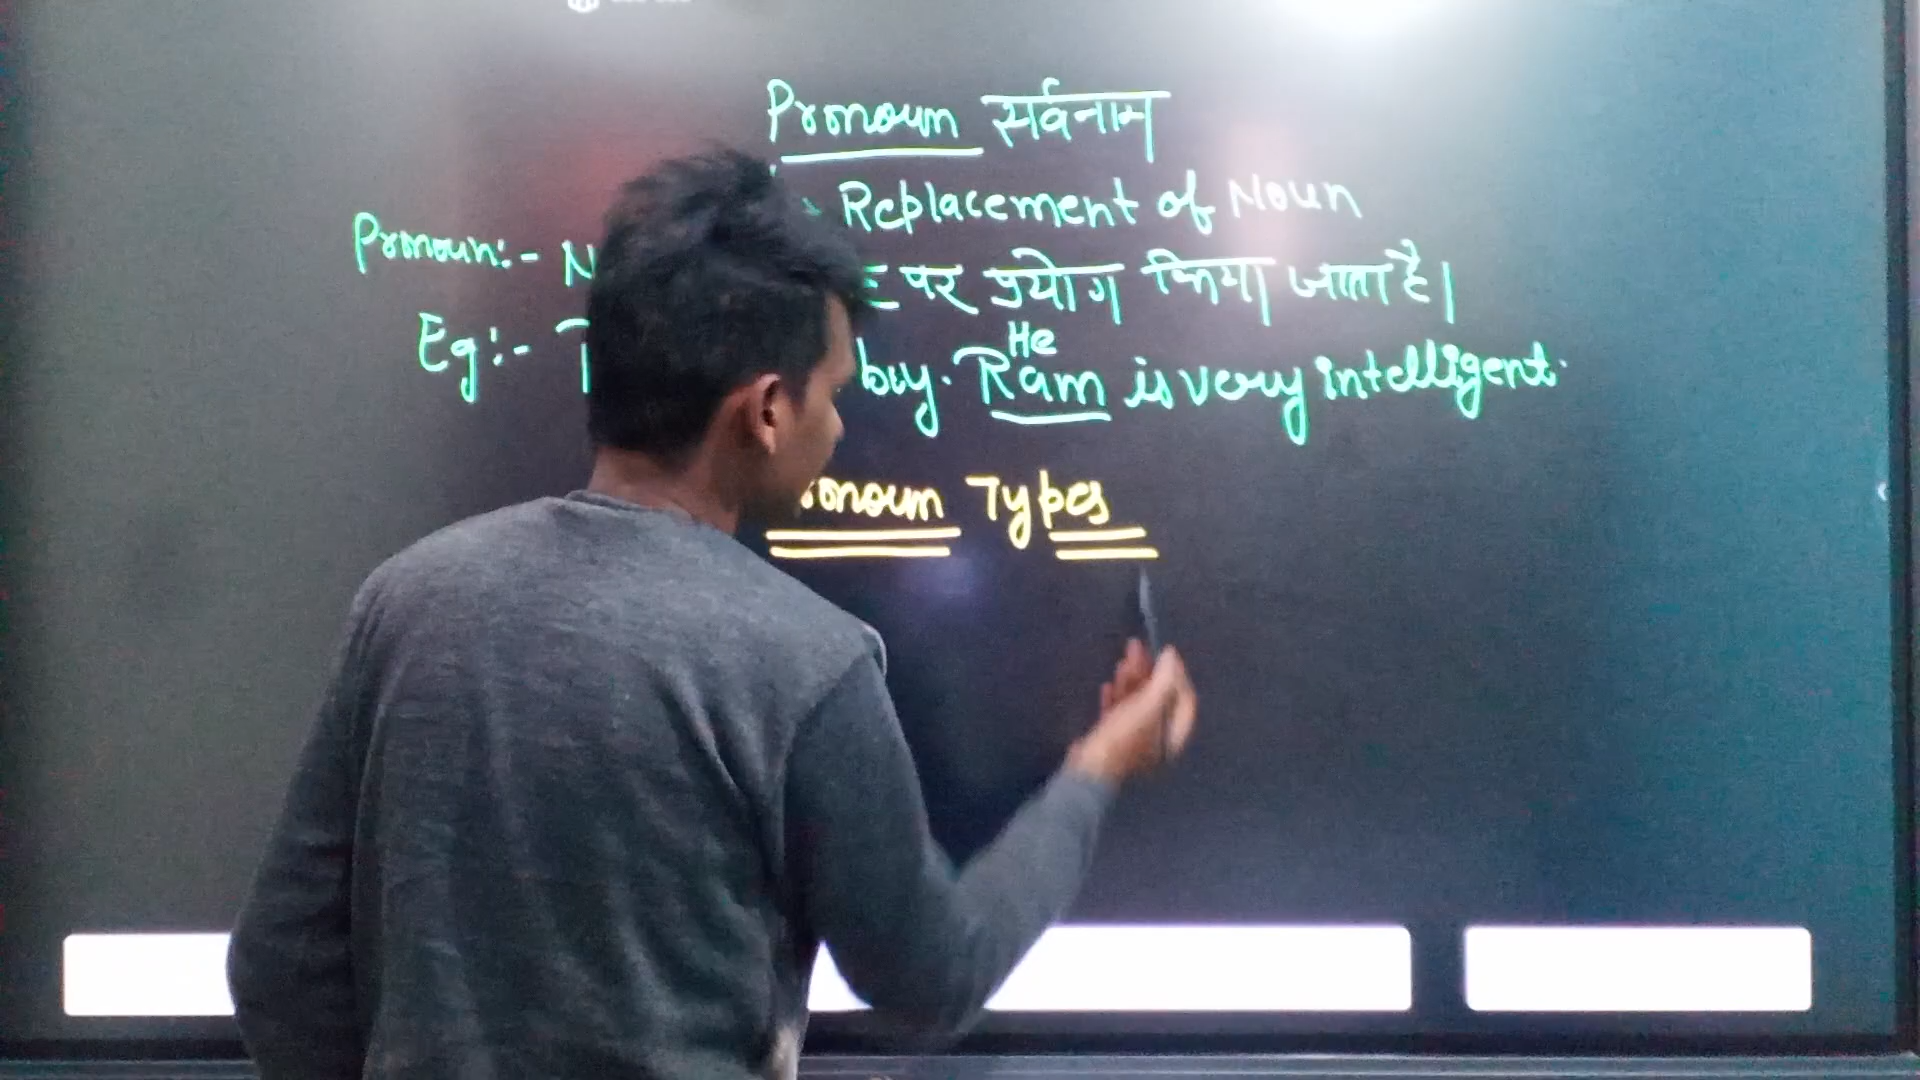 Pronoun सर्वनाम
Replacement of Noun
Pronoun:- पर प्रयोग किया जाता है।
He
Eg:- boy. Ram is very intelligent.
Types